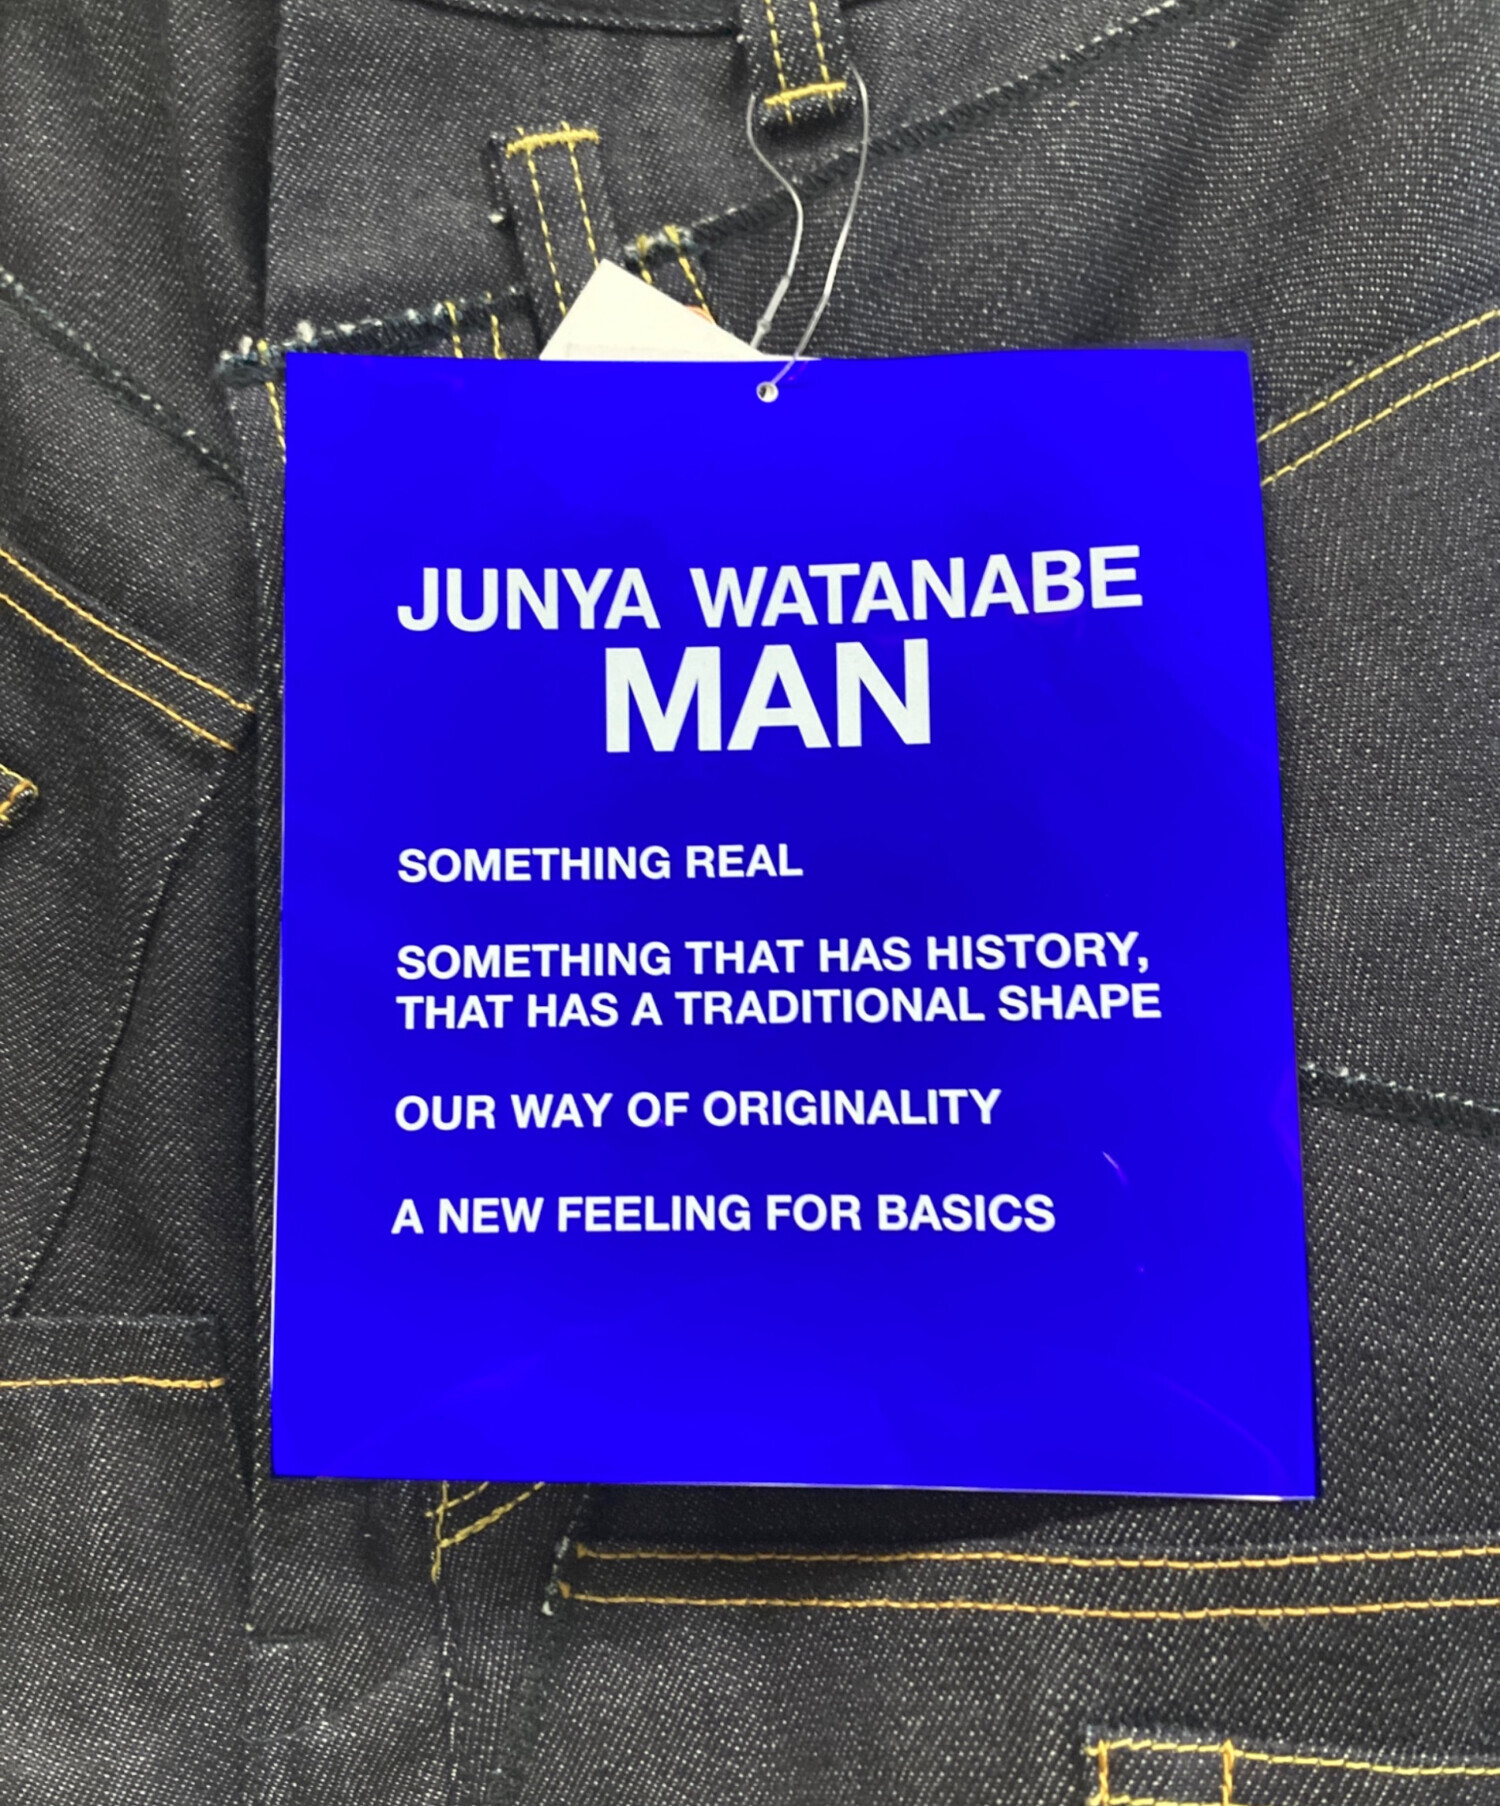 JUNYA WATANABE
MAN
SOMETHING REAL
SOMETHING THAT HAS HISTORY,
THAT HAS A TRADITIONAL SHAPE
OUR WAY OF ORIGINALITY
A NEW FEELING FOR BASICS